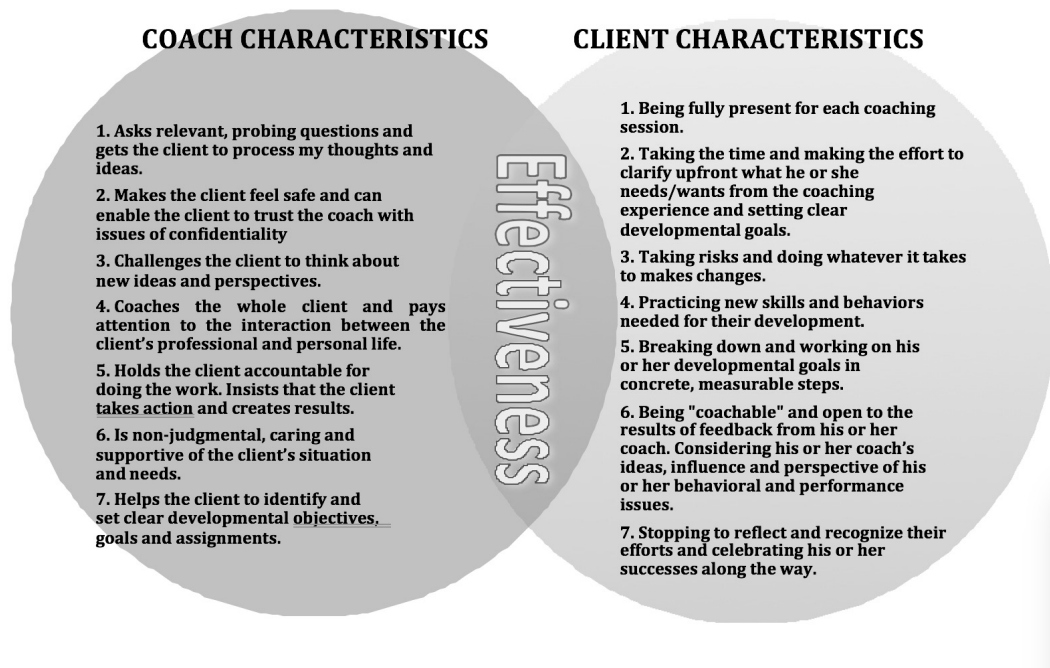 COACH CHARACTERISTICS
1. Asks relevant, probing questions and
gets the client to process my thoughts and
ideas.
2. Makes the client feel safe and can
enable the client to trust the coach with
issues of confidentiality
3. Challenges the client to think about
new ideas and perspectives.
4. Coaches the whole client and pays
attention to the interaction between the
client's professional and personal life.
5. Holds the client accountable for
doing the work. Insists that the client
takes action and creates results.
6. Is non-judgmental, caring and
supportive of the client's situation
and needs.
7. Helps the client to identify and
set clear developmental objectives,
goals and assignments.
Effectiveness
CLIENT CHARACTERISTICS
1. Being fully present for each coaching
session.
2. Taking the time and making the effort to
clarify upfront what he or she
needs/wants from the coaching
experience and setting clear
developmental goals.
3. Taking risks and doing whatever it takes
to makes changes.
4. Practicing new skills and behaviors
needed for their development.
5. Breaking down and working on his
or her developmental goals in
concrete, measurable steps.
6. Being "coachable" and open to the
results of feedback from his or her
coach. Considering his or her coach's
ideas, influence and perspective of his
or her behavioral and performance
issues.
7. Stopping to reflect and recognize their
efforts and celebrating his or her
successes along the way.